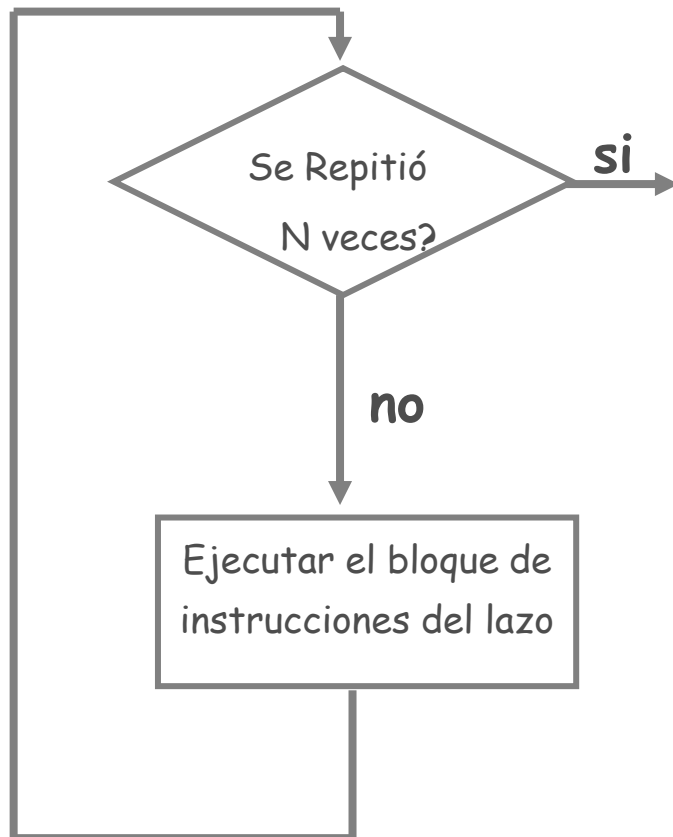 Se Repitió
N veces?
si
no
Ejecutar el bloque de
instrucciones del lazo